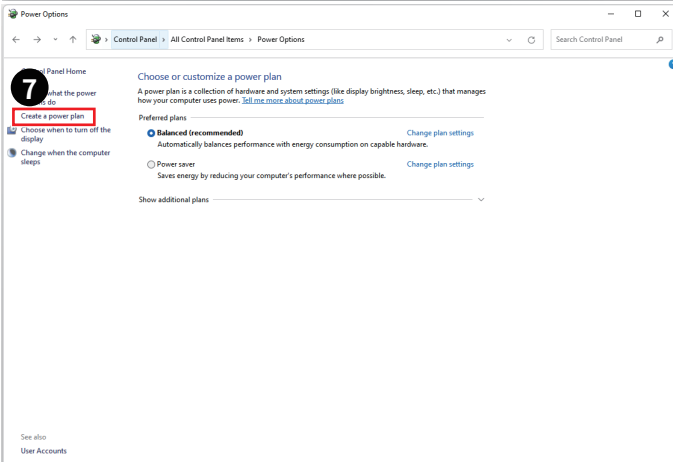 Power Options
Control Panel > All Control Panel Items > Power Options
Search Control Panel
7
Panel Home
what the power
do
Create a power plan
Choose when to turn off the
display
Change when the computer
sleeps
Choose or customize a power plan
A power plan is a collection of hardware and system settings (like display brightness, sleep, etc.) that manages
how your computer uses power. Tell me more about power plans
Preferred plans
Balanced (recommended) Change plan settings
Automatically balances performance with energy consumption on capable hardware.
Power saver Change plan settings
Saves energy by reducing your computer's performance where possible.
Show additional plans
See also
User Accounts